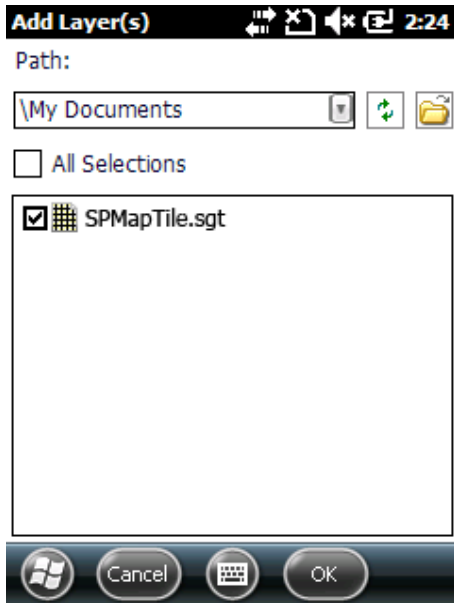 Add Layer(s) 2:24
Path:
\My Documents
All Selections
SPMapTile.sgt
Cancel OK